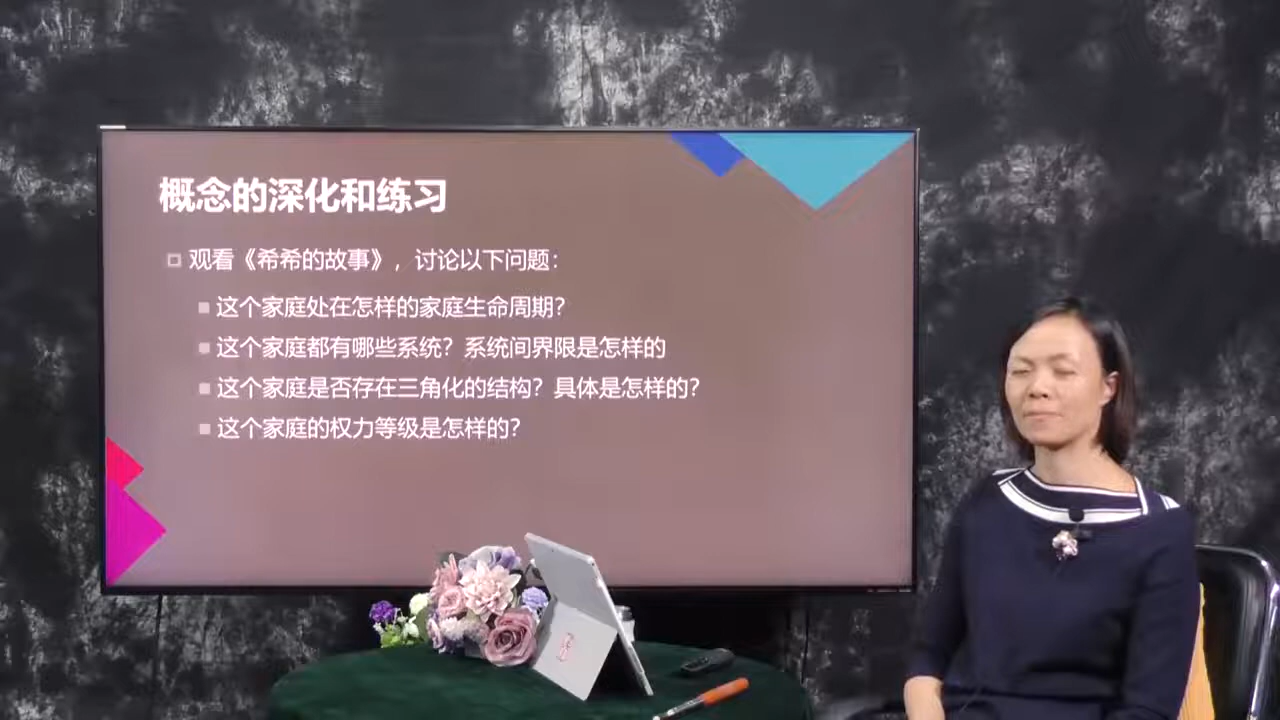 概念的深化和练习
观看《希希的故事》，讨论以下问题：
这个家庭处在怎样的家庭生命周期？
这个家庭都有哪些系统？系统间界限是怎样的
这个家庭是否存在三角化的结构？具体是怎样的？
这个家庭的权力等级是怎样的？